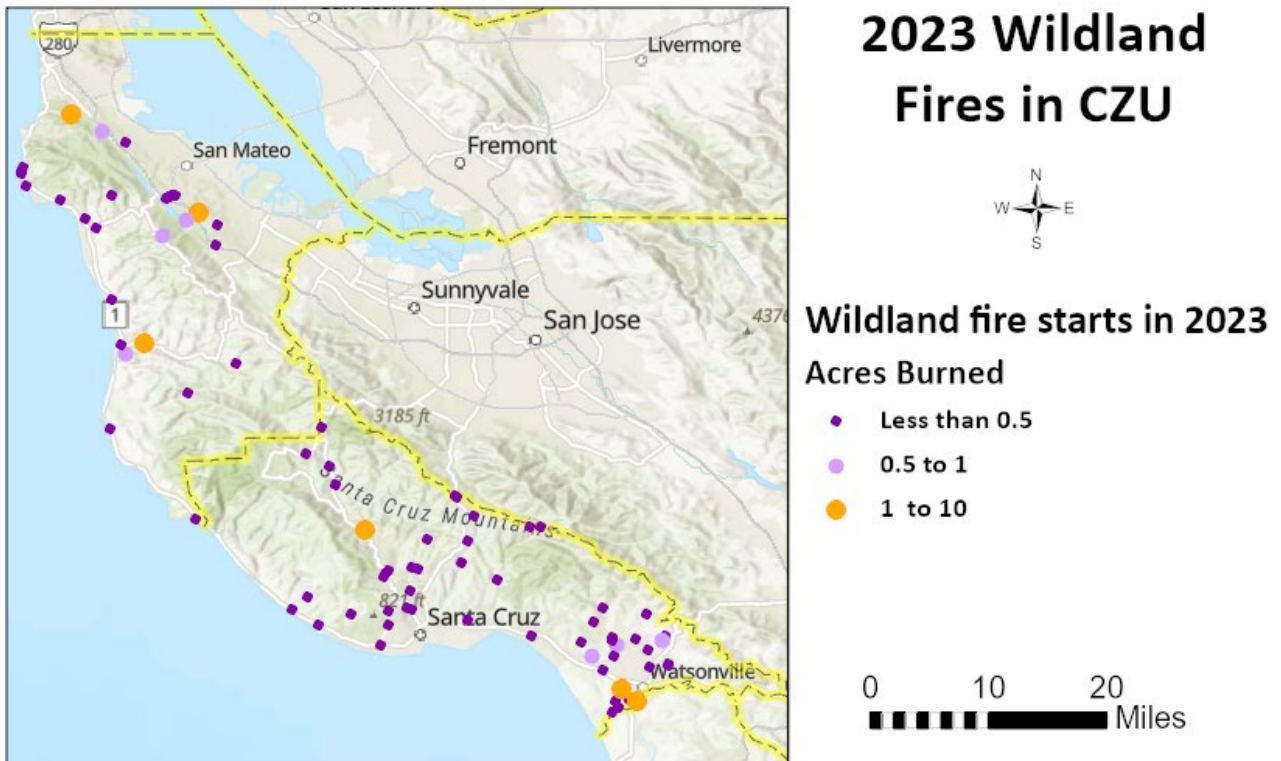 2023 Wildland
Fires in CZU
N
W E
S
Wildland fire starts in 2023
Acres Burned
Less than 0.5
0.5 to 1
1 to 10
0 10 20
Miles
280
Livermore
San Mateo
Fremont
Sunnyvale
San Jose
1
3185 ft
Santa Cruz Mountains
821 ft
Santa Cruz
Watsonville